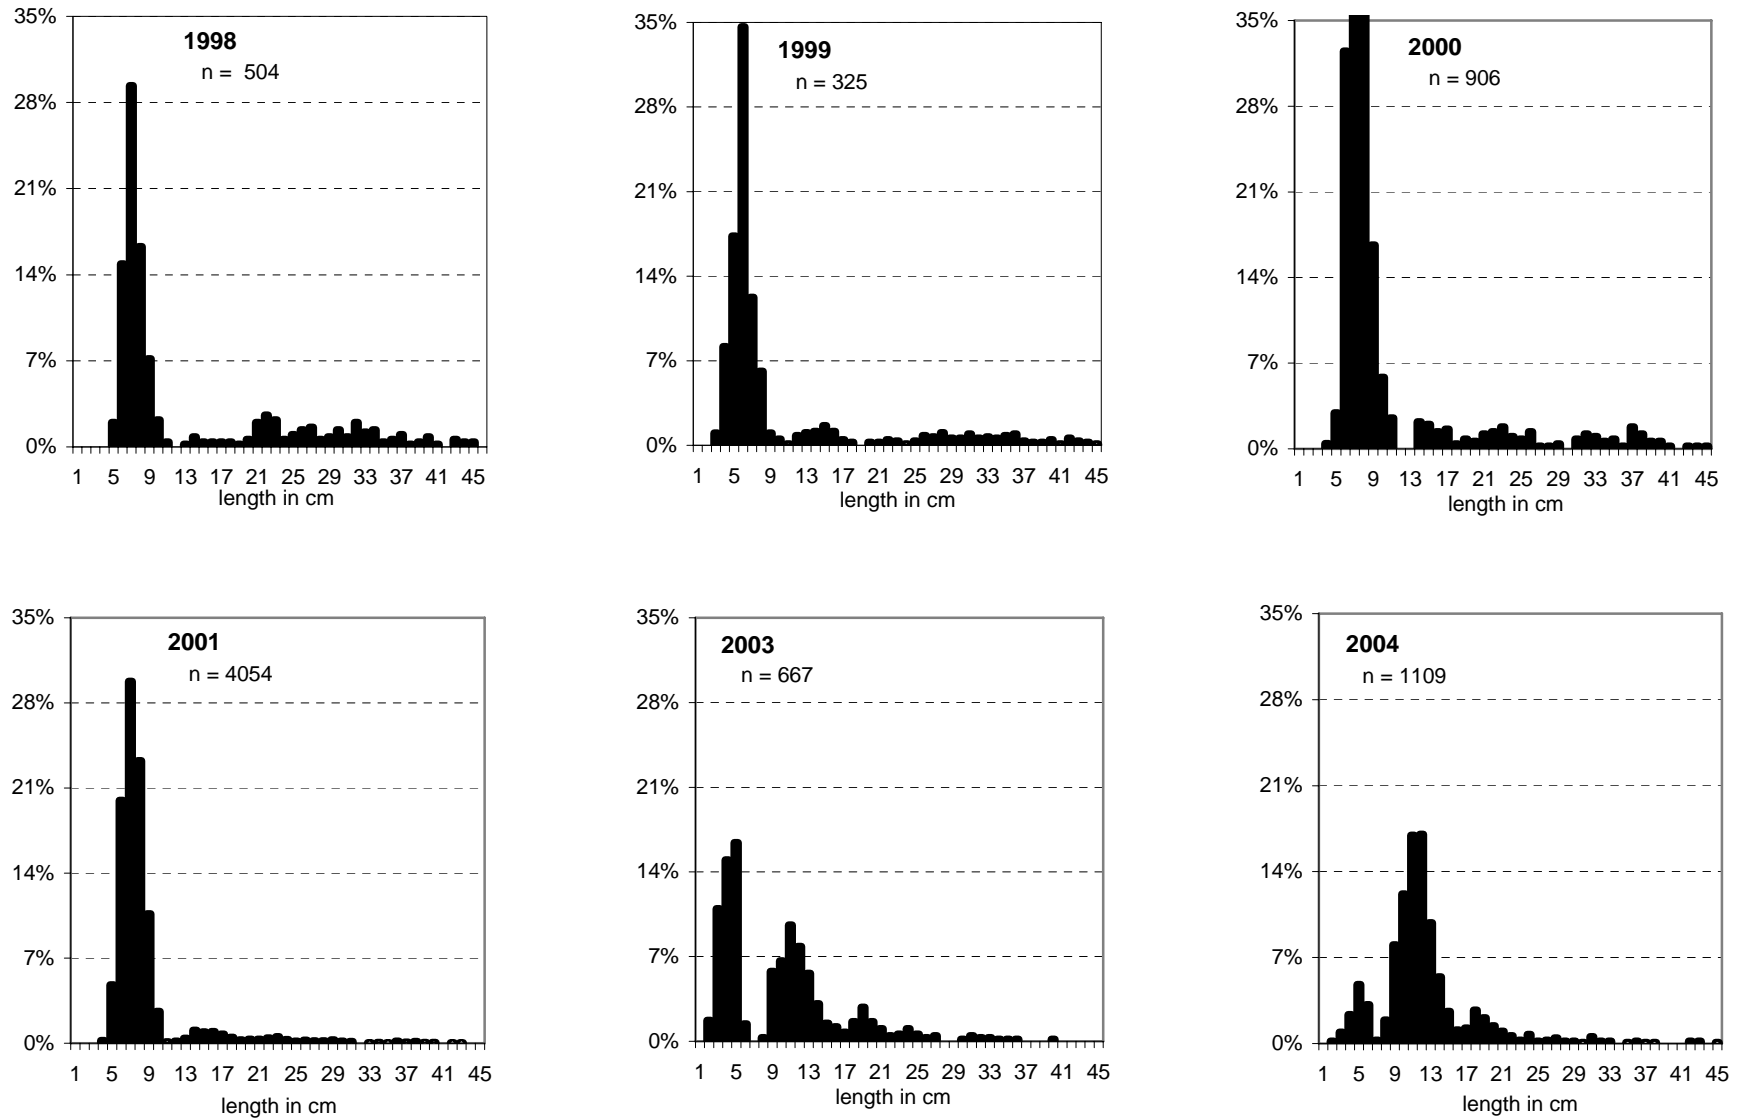 1998
n = 504
35%
28%
21%
14%
7%
0%
1 5 9 13 17 21 25 29 33 37 41 45
length in cm
1999
n = 325
35%
28%
21%
14%
7%
0%
1 5 9 13 17 21 25 29 33 37 41 45
length in cm
2000
n = 906
35%
28%
21%
14%
7%
0%
1 5 9 13 17 21 25 29 33 37 41 45
length in cm
2001
n = 4054
35%
28%
21%
14%
7%
0%
1 5 9 13 17 21 25 29 33 37 41 45
length in cm
2003
n = 667
35%
28%
21%
14%
7%
0%
1 5 9 13 17 21 25 29 33 37 41 45
length in cm
2004
n = 1109
35%
28%
21%
14%
7%
0%
1 5 9 13 17 21 25 29 33 37 41 45
length in cm